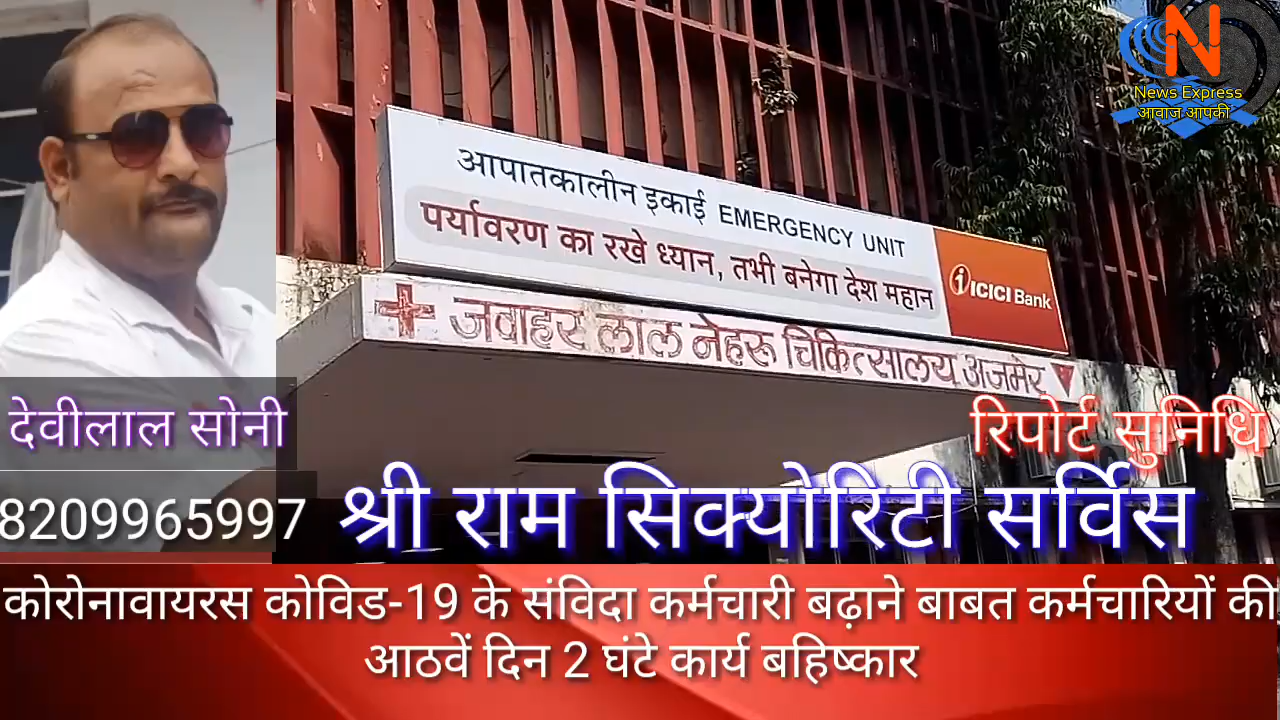 News Express
आवाज आपकी
आपातकालीन इकाई EMERGENCY UNIT
पर्यावरण का रखे ध्यान, तभी बनेगा देश महान
ICICI Bank
जवाहर लाल नेहरू चिकित्सालय अजमेर
देवीलाल सोनी
रिपोर्ट सुनिधि
8209965997
श्री राम सिक्योरिटी सर्विस
कोरोनावायरस कोविड-19 के संविदा कर्मचारी बढ़ाने बाबत कर्मचारियों की
आठवें दिन 2 घंटे कार्य बहिष्कार